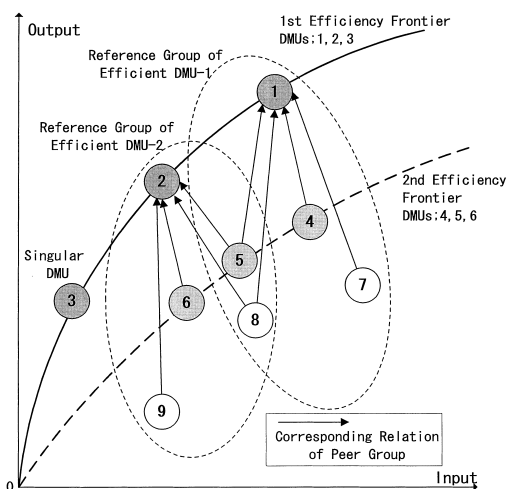 Output
1st Efficiency Frontier
DMUs:1, 2, 3
Reference Group of
Efficient DMU-1
1
Reference Group of
Efficient DMU-2
2
2nd Efficiency
Frontier
DMUs;4, 5, 6
4
Singular
DMU
5
3
6
7
8
9
Corresponding Relation
of Peer Group
0
Input